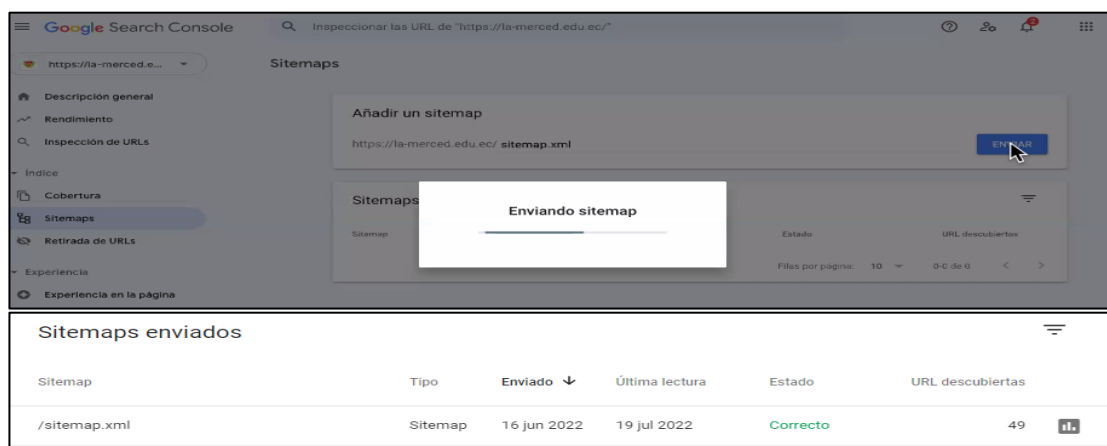 Google Search Console
Inspeccionar las URL de "https://la-merced.edu.ec/"
2
https://la-merced.e...
Sitemaps
Descripción general
Rendimiento
Inspección de URLs
Índice
Cobertura
Sitemaps
Retirada de URLs
Experiencia
Experiencia en la página
Añadir un sitemap
https://la-merced.edu.ec/ sitemap.xml
ENVIAR
Sitemaps
Sitemap
Estado
URL descubiertas
Filas por página: 10
0-0 de 0
Enviando sitemap
Sitemaps enviados
Sitemap Tipo Enviado Última lectura Estado URL descubiertas
/sitemap.xml Sitemap 16 jun 2022 19 jul 2022 Correcto 49